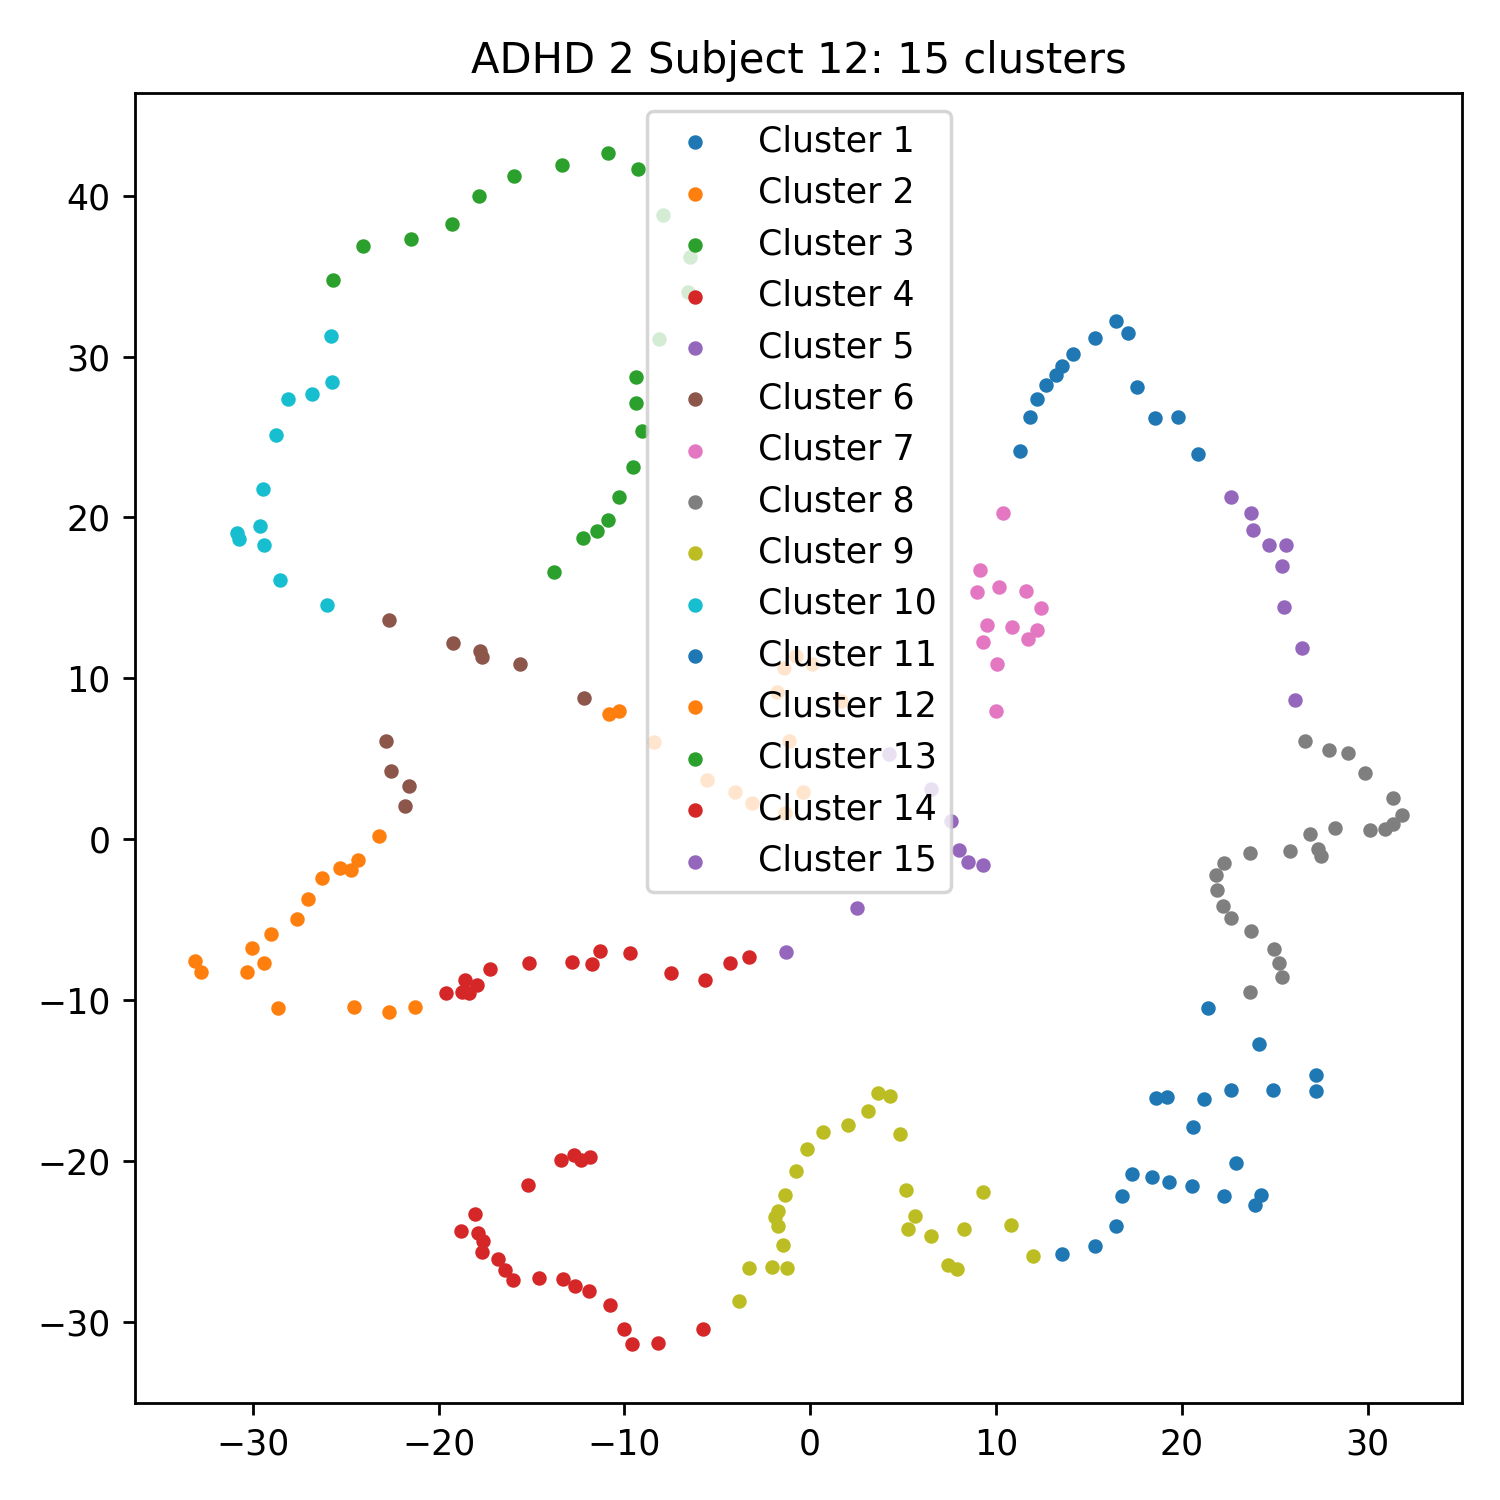 ADHD 2 Subject 12: 15 clusters
Cluster 1
Cluster 2
Cluster 3
Cluster 4
Cluster 5
Cluster 6
Cluster 7
Cluster 8
Cluster 9
Cluster 10
Cluster 11
Cluster 12
Cluster 13
Cluster 14
Cluster 15
40
30
20
10
0
−10
−20
−30
−30 −20 −10 0 10 20 30